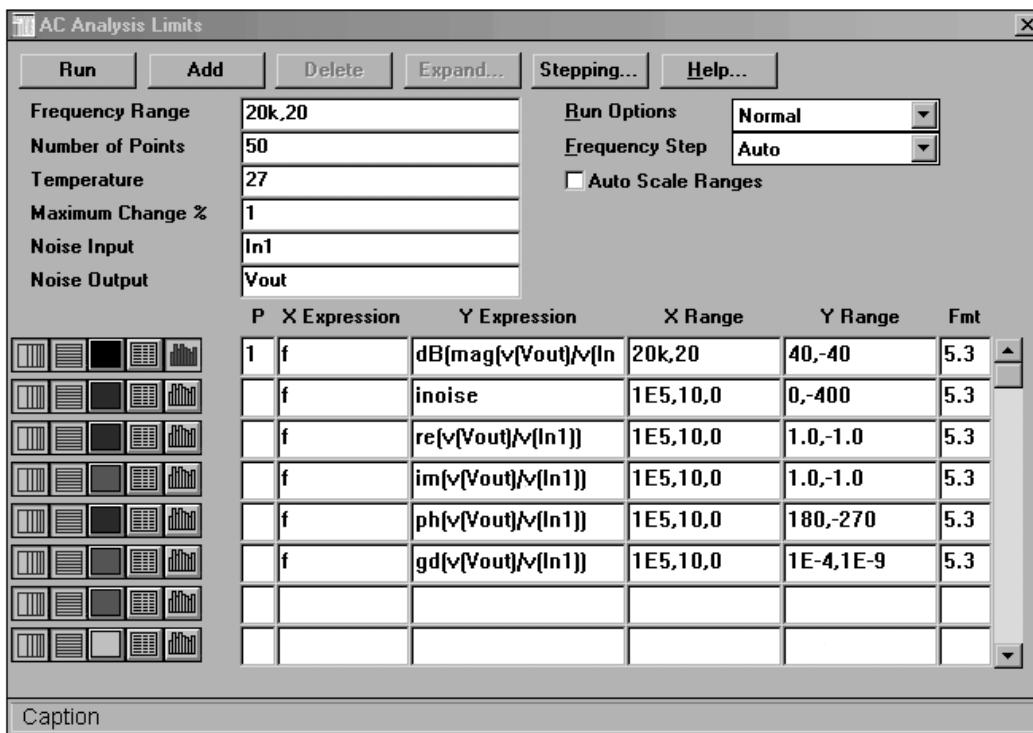 AC Analysis Limits
Run Add Delete Expand... Stepping... Help...
Frequency Range 20k,20 Run Options Normal
Number of Points 50 Frequency Step Auto
Temperature 27 Auto Scale Ranges
Maximum Change % 1
Noise Input In1
Noise Output Vout
P X Expression Y Expression X Range Y Range Fmt
1 f dB(mag(v(Vout)/v(In 20k,20 40,-40 5.3
f inoise 1E5,10,0 0,-400 5.3
f re(v(Vout)/v(In1)) 1E5,10,0 1.0,-1.0 5.3
f im(v(Vout)/v(In1)) 1E5,10,0 1.0,-1.0 5.3
f ph(v(Vout)/v(In1)) 1E5,10,0 180,-270 5.3
f gd(v(Vout)/v(In1)) 1E5,10,0 1E-4,1E-9 5.3
Caption